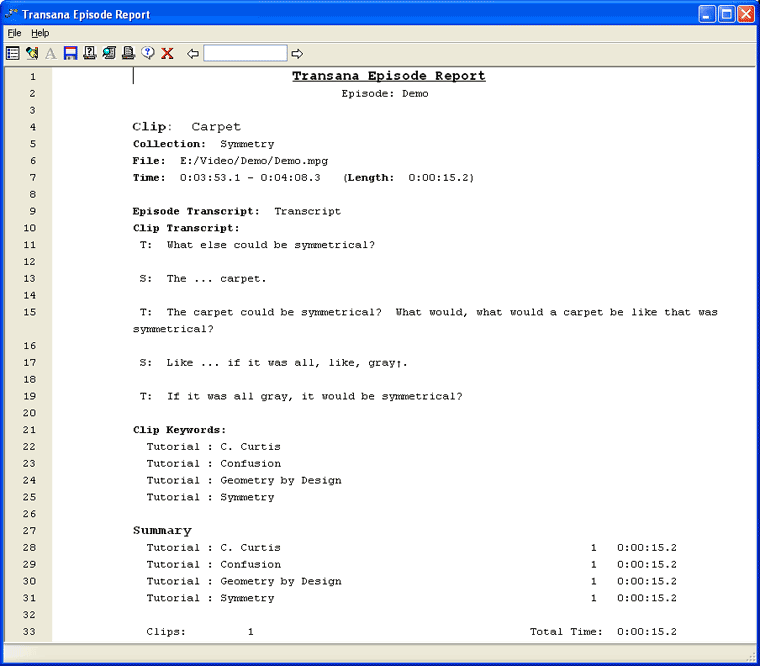 Transana Episode Report
File Help
1 Transana Episode Report
2 Episode: Demo
3
4 Clip: Carpet
5 Collection: Symmetry
6 File: E:/Video/Demo/Demo.mpg
7 Time: 0:03:53.1 - 0:04:08.3 (Length: 0:00:15.2)
8
9 Episode Transcript: Transcript
10 Clip Transcript:
11 T: What else could be symmetrical?
12
13 S: The ... carpet.
14
15 T: The carpet could be symmetrical? What would, what would a carpet be like that was
symmetrical?
16
17 S: Like ... if it was all, like, gray↑.
18
19 T: If it was all gray, it would be symmetrical?
20
21 Clip Keywords:
22 Tutorial : C. Curtis
23 Tutorial : Confusion
24 Tutorial : Geometry by Design
25 Tutorial : Symmetry
26
27 Summary
28 Tutorial : C. Curtis 1 0:00:15.2
29 Tutorial : Confusion 1 0:00:15.2
30 Tutorial : Geometry by Design 1 0:00:15.2
31 Tutorial : Symmetry 1 0:00:15.2
32
33 Clips: 1 Total Time: 0:00:15.2